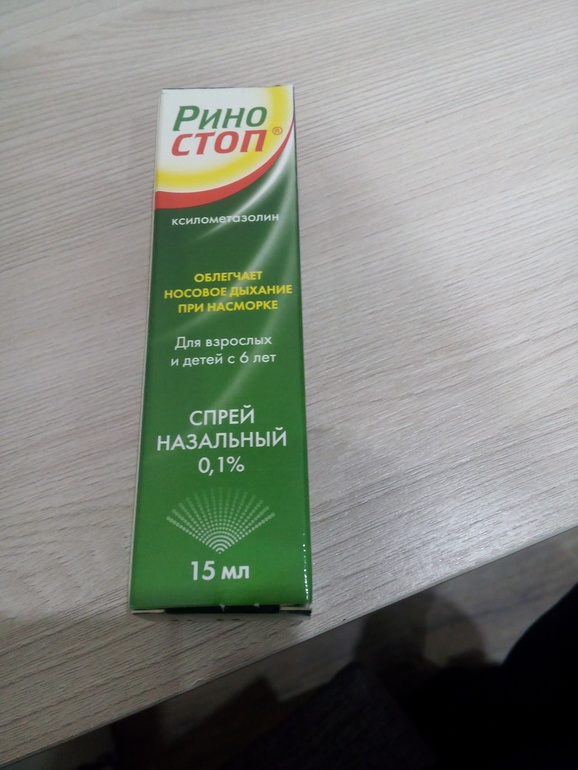 РИНО
СТОП®
ксилометазолин
ОБЛЕГЧАЕТ
НОСОВОЕ ДЫХАНИЕ
ПРИ НАСМОРКЕ
Для взрослых
и детей с 6 лет
СПРЕЙ
НАЗАЛЬНЫЙ
0,1%
15 мл